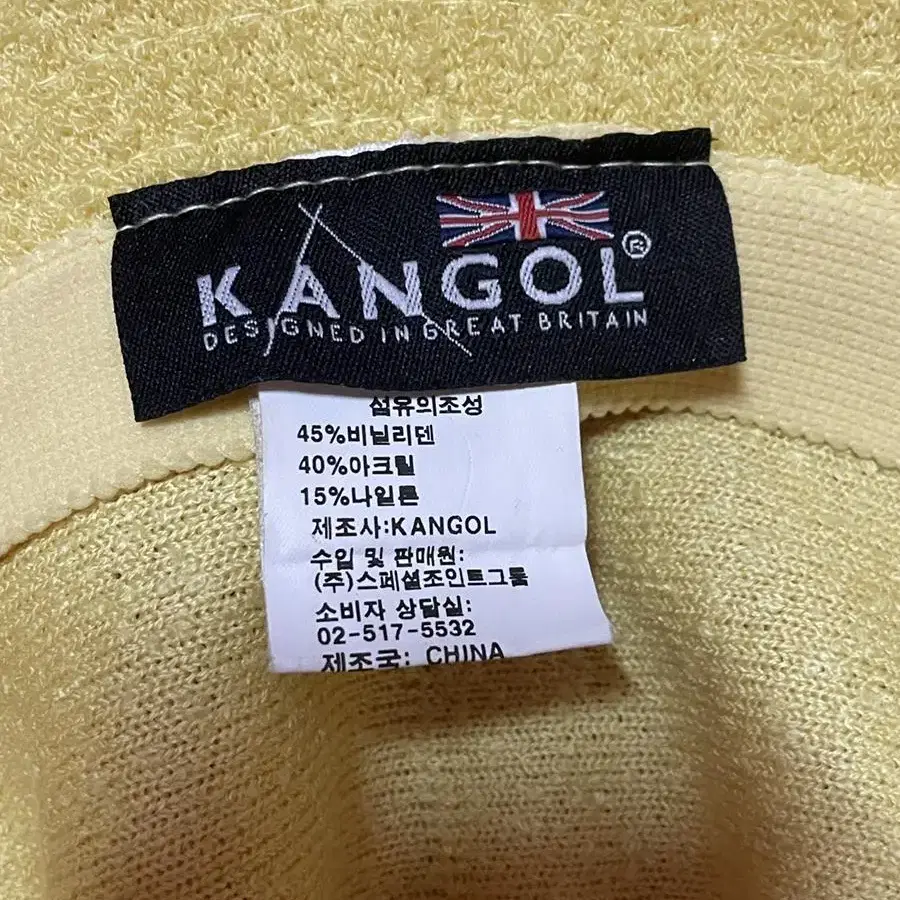 KANGOL®
DESIGNED IN GREAT BRITAIN
섬유의조성
45%비닐리덴
40%아크릴
15%나일론
제조사:KANGOL
수입 및 판매원:
(주)스페셜조인트그룹
소비자 상담실:
02-517-5532
제조국: CHINA